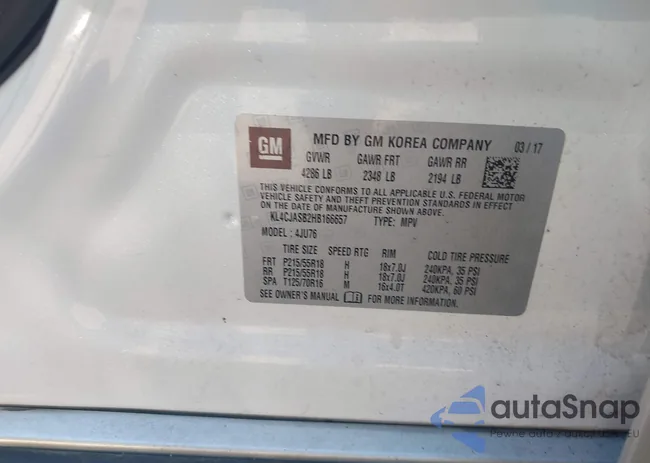 GM
MFD BY GM KOREA COMPANY 03/17
GVWR GAWR FRT GAWR RR
4286 LB 2348 LB 2194 LB
THIS VEHICLE CONFORMS TO ALL APPLICABLE U.S. FEDERAL MOTOR
VEHICLE SAFETY AND THEFT PREVENTION STANDARDS IN EFFECT
ON THE DATE OF MANUFACTURE SHOWN ABOVE.
KL4CJASB2HB166657 TYPE: MPV
MODEL: 4JU76
TIRE SIZE SPEED RTG RIM COLD TIRE PRESSURE
FRT P215/55R18 H 18x7.0J 240KPA, 35 PSI
RR P215/55R18 H 18x7.0J 240KPA, 35 PSI
SPA T125/70R16 M 16x4.0T 420KPA, 60 PSI
SEE OWNER'S MANUAL FOR MORE INFORMATION.
autaSnap
Pewne auto z